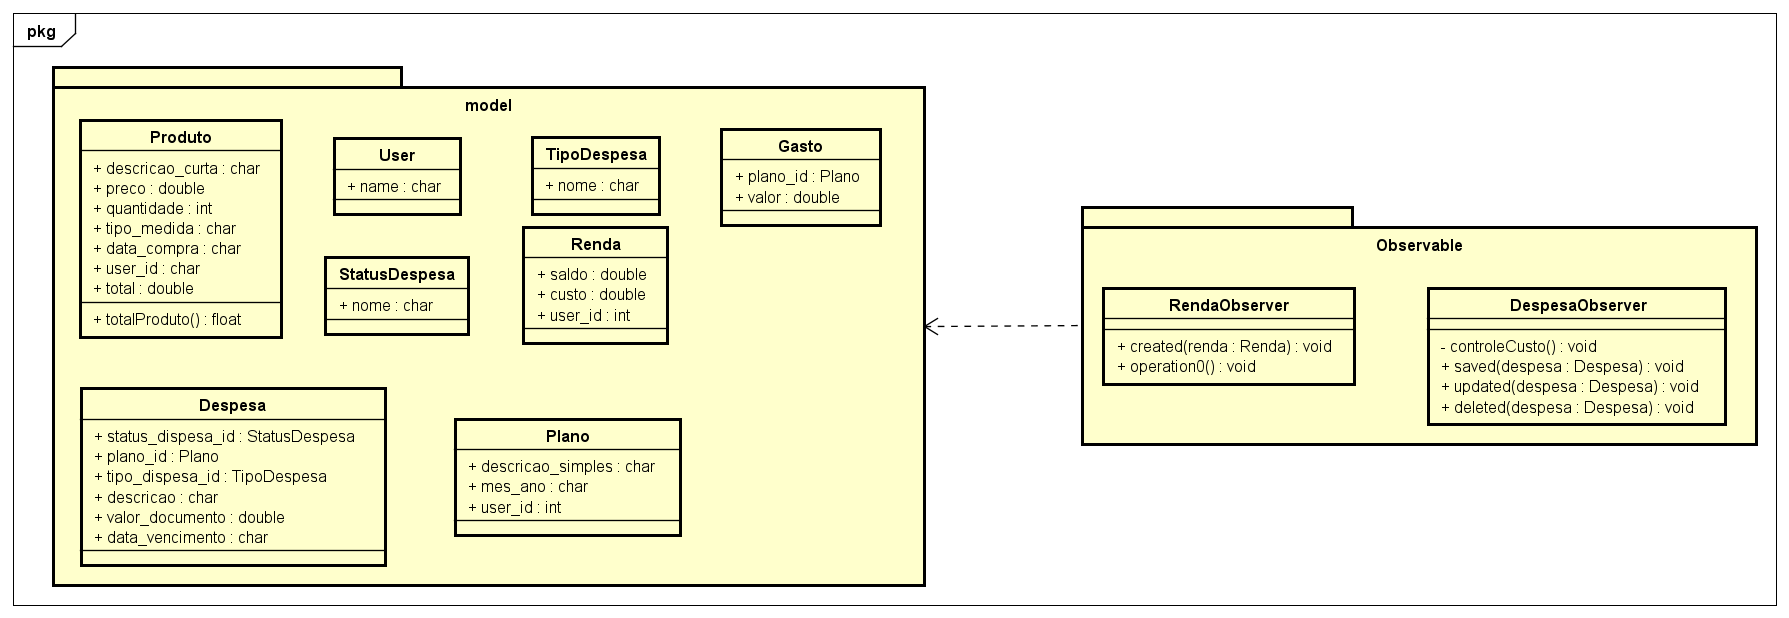 pkg
model
Produto
+ descricao_curta : char
+ preco : double
+ quantidade : int
+ tipo_medida : char
+ data_compra : char
+ user_id : char
+ total : double
+ totalProduto() : float
User
+ name : char
TipoDespesa
+ nome : char
Gasto
+ plano_id : Plano
+ valor : double
StatusDespesa
+ nome : char
Renda
+ saldo : double
+ custo : double
+ user_id : int
Despesa
+ status_dispesa_id : StatusDespesa
+ plano_id : Plano
+ tipo_dispesa_id : TipoDespesa
+ descricao : char
+ valor_documento : double
+ data_vencimento : char
Plano
+ descricao_simples : char
+ mes_ano : char
+ user_id : int
Observable
RendaObserver
+ created(renda : Renda) : void
+ operation0() : void
DespesaObserver
- controleCusto() : void
+ saved(despesa : Despesa) : void
+ updated(despesa : Despesa) : void
+ deleted(despesa : Despesa) : void